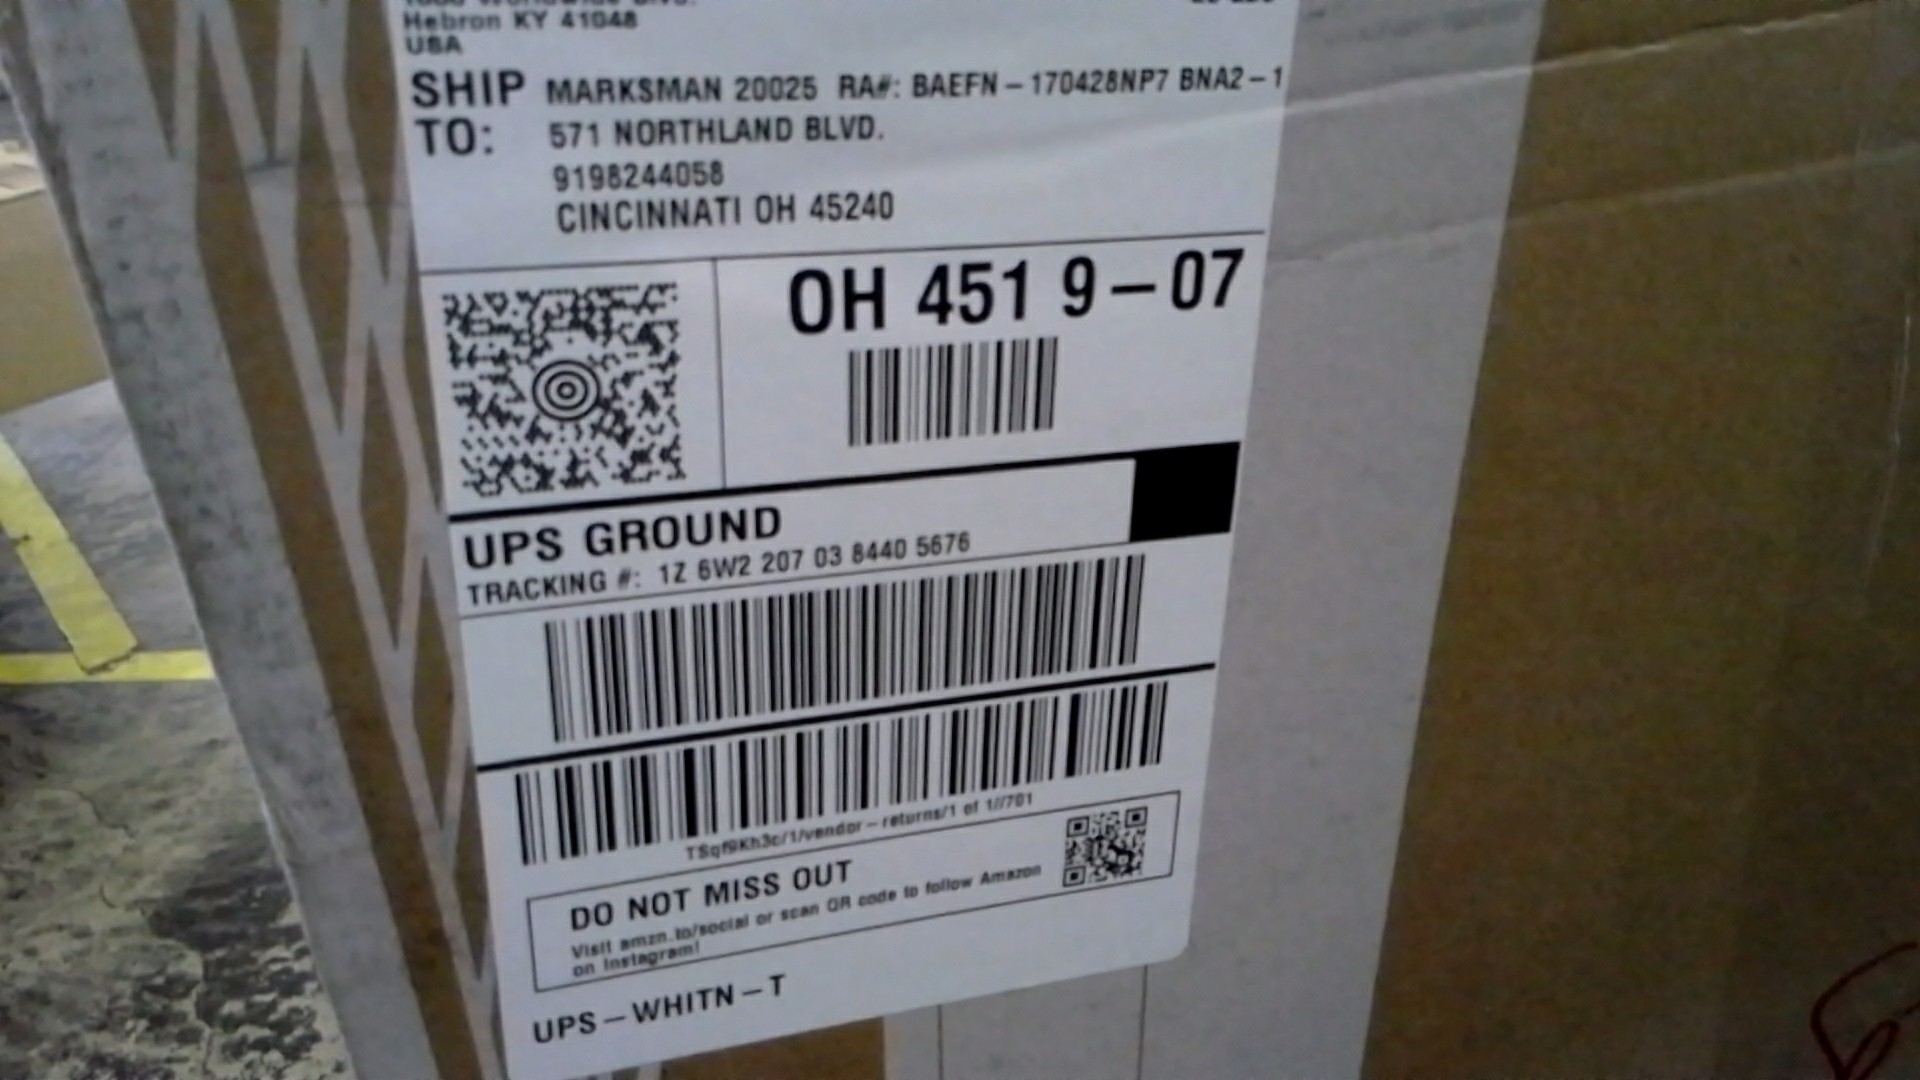 Hebron KY 41048
USA
SHIP TO: MARKSMAN 20025 RA#: BAEFN-170428NP7 BNA2-1
571 NORTHLAND BLVD.
9198244058
CINCINNATI OH 45240
OH 451 9-07
UPS GROUND
TRACKING #: 1Z 6W2 207 03 8440 5676
TSqf9Kh3c/1/vendor-returns/1 of 1//701
DO NOT MISS OUT
Visit amzn.to/social or scan QR code to follow Amazon
on Instagram!
UPS-WHITN-T